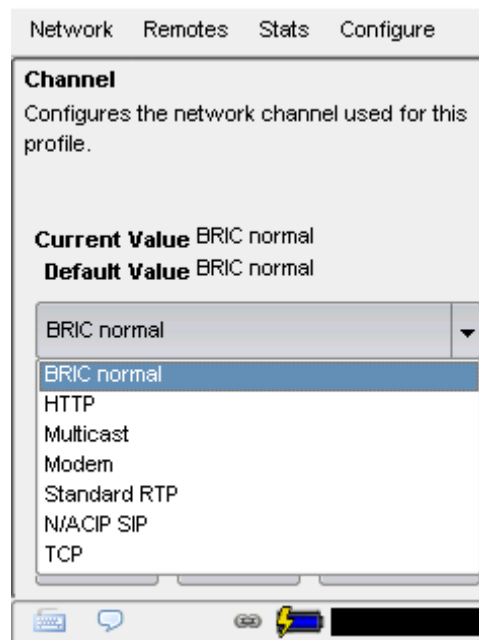 Network Remotes Stats Configure
Channel
Configures the network channel used for this
profile.
Current Value BRIC normal
Default Value BRIC normal
BRIC normal
BRIC normal
HTTP
Multicast
Modem
Standard RTP
N/ACIP SIP
TCP